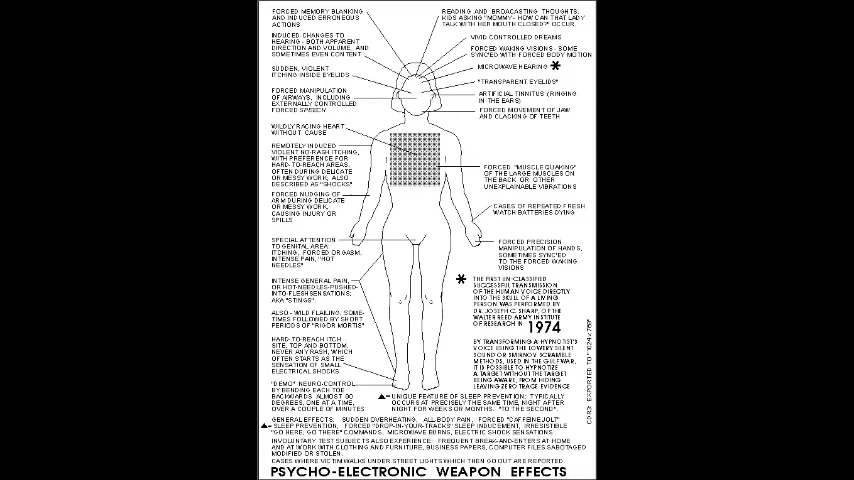 FORCED MEMORY BLANKING
AND INDUCED ERRONEOUS
ACTIONS
INDUCED CHANGES TO
HEARING - BOTH APPARENT
DIRECTION AND VOLUME, AND
SOMETIMES EVEN CONTENT
SUDDEN, VIOLENT
ITCHING INSIDE EYELIDS
FORCED MANIPULATION
OF AIRWAYS, INCLUDING
EXTERNALLY CONTROLLED
FORCED SPEECH
WILDLY RACING HEART
WITHOUT CAUSE
REMOTELY INDUCED
VIOLENT NO-RASH ITCHING,
WITH PREFERENCE FOR
HARD-TO-REACH AREAS,
OFTEN DURING DELICATE
OR MESSY WORK; ALSO
DESCRIBED AS "SHOCKS"
FORCED NUDGING OF
ARM DURING DELICATE
OR MESSY WORK,
CAUSING INJURY OR
SPILLS
SPECIAL ATTENTION
TO GENITAL AREA:
ITCHING, FORCED ORGASM,
INTENSE PAIN, "HOT
NEEDLES"
INTENSE GENERAL PAIN,
OR HOT-NEEDLES-PUSHED-
INTO-FLESH SENSATIONS;
AKA "STINGS".
ALSO - WILD FLAILING, SOME-
TIMES FOLLOWED BY SHORT
PERIODS OF "RIGOR MORTIS"
HARD-TO-REACH ITCH
SITE, TOP AND BOTTOM,
NEVER ANY RASH, WHICH
OFTEN STARTS AS THE
SENSATION OF SMALL
ELECTRICAL SHOCKS
"DEMO" NEURO-CONTROL
BY BENDING EACH TOE
BACKWARDS, ALMOST 90
DEGREES, ONE AT A TIME,
OVER A COUPLE OF MINUTES
READING AND BROADCASTING THOUGHTS.
KIDS ASKING "MOMMY - HOW CAN THAT LADY
TALK WITH HER MOUTH CLOSED?" OCCUR
VIVID CONTROLLED DREAMS
FORCED WAKING VISIONS - SOME
SYNC'ED WITH FORCED BODY MOTION
MICROWAVE HEARING *
"TRANSPARENT EYELIDS"
ARTIFICIAL TINNITUS (RINGING
IN THE EARS)
FORCED MOVEMENT OF JAW
AND CLACKING OF TEETH
FORCED "MUSCLE QUAKING"
OF THE LARGE MUSCLES ON
THE BACK OR OTHER
UNEXPLAINABLE VIBRATIONS
CASES OF REPEATED FRESH
WATCH BATTERIES DYING
FORCED PRECISION
MANIPULATION OF HANDS,
SOMETIMES SYNC'ED
TO THE FORCED WAKING
VISIONS
* THE FIRST UN-CLASSIFIED
SUCCESSFUL TRANSMISSION
OF THE HUMAN VOICE DIRECTLY
INTO THE SKULL OF A LIVING
PERSON WAS PERFORMED BY
DR. JOSEPH C. SHARP, OF THE
WALTER REED ARMY INSTITUTE
OF RESEARCH IN 1974
BY TRANSFORMING A HYPNOTIST'S
VOICE USING THE LOWERY SILENT
SOUND OR SMIRNOV SCRAMBLE
METHODS, USED IN THE GULF WAR,
IT IS POSSIBLE TO HYPNOTIZE
A TARGET WITHOUT THE TARGET
BEING AWARE, FROM HIDING
LEAVING ZERO TRACE EVIDENCE
▲= UNIQUE FEATURE OF SLEEP PREVENTION: TYPICALLY
OCCURS AT PRECISELY THE SAME TIME, NIGHT AFTER
NIGHT FOR WEEKS OR MONTHS. "TO THE SECOND".
GENERAL EFFECTS: SUDDEN OVERHEATING, ALL-BODY PAIN, FORCED "CAFFEINE JOLT"
▲= SLEEP PREVENTION, FORCED "DROP-IN-YOUR-TRACKS" SLEEP INDUCEMENT, IRRESISTIBLE
"GO HERE, GO THERE" COMMANDS, MICROWAVE BURNS, ELECTRIC SHOCK SENSATIONS
INVOLUNTARY TEST SUBJECTS ALSO EXPERIENCE: FREQUENT BREAK-AND-ENTERS AT HOME
AND AT WORK WITH CLOTHING AND FURNITURE, BUSINESS PAPERS, COMPUTER FILES SABOTAGED
MODIFIED OR STOLEN.
CASES WHERE VICTIM WALKS UNDER STREET LIGHTS WHICH THEN GO OUT ARE REPORTED.
PSYCHO-ELECTRONIC WEAPON EFFECTS